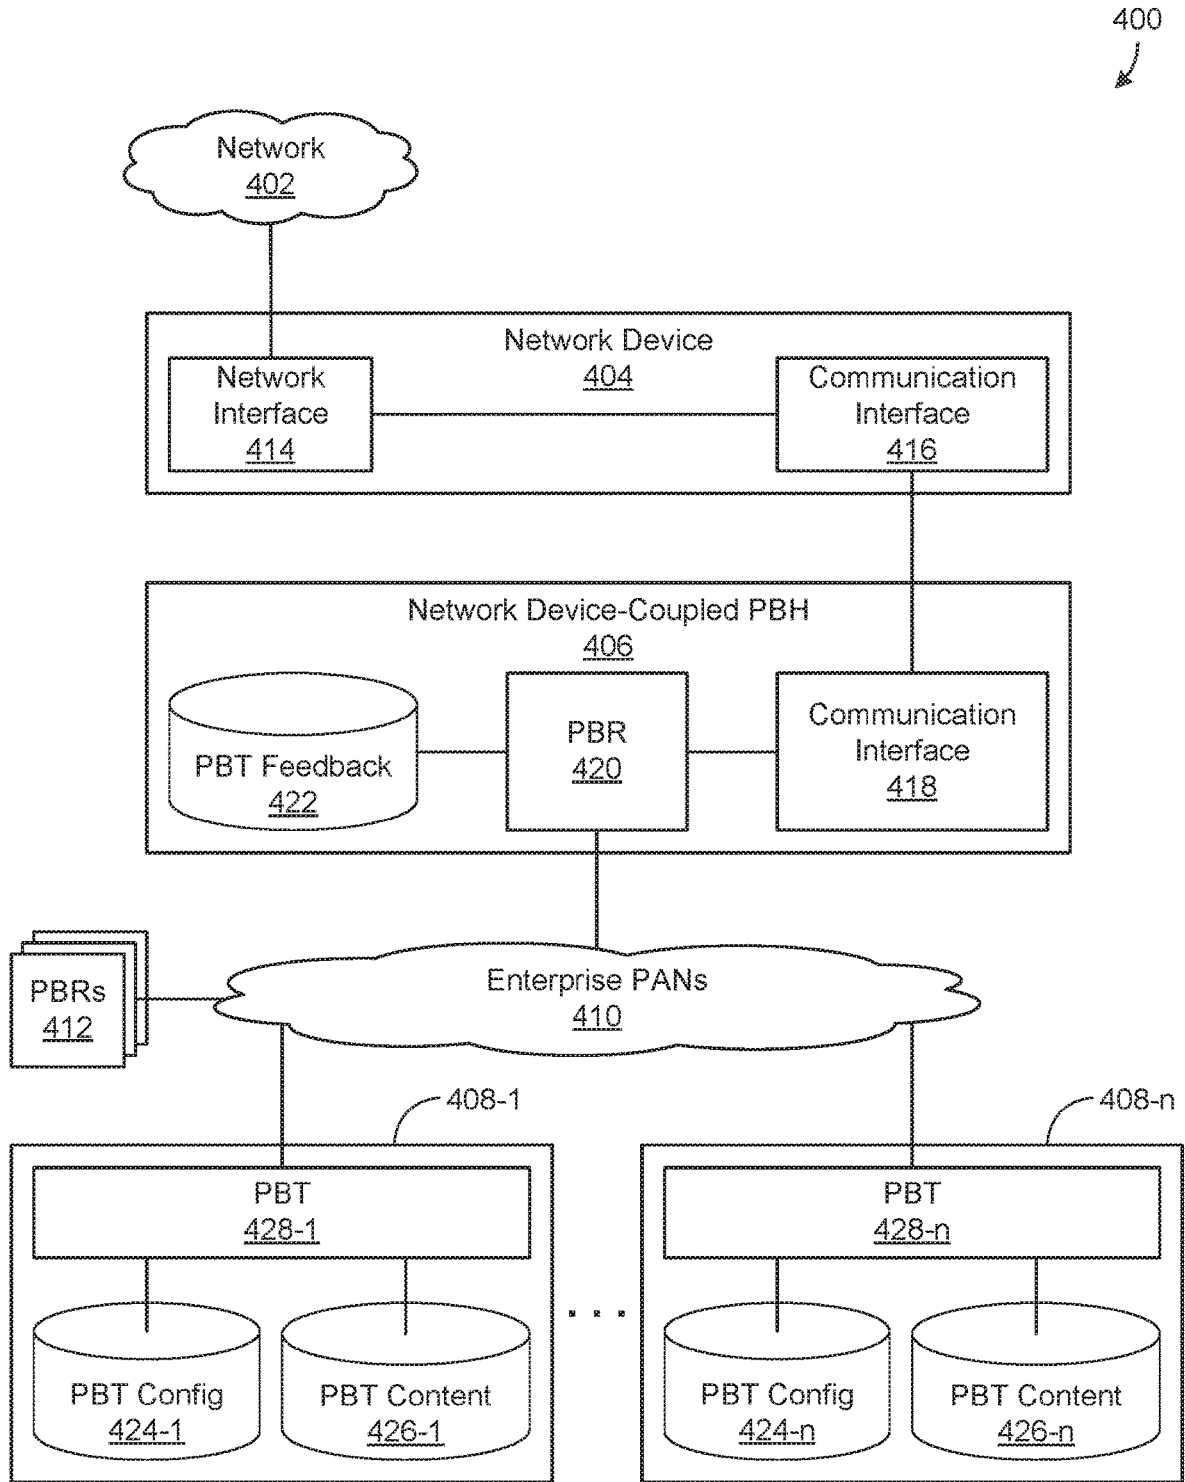 400
Network
402
Network Device
404
Network
Interface
414
Communication
Interface
416
Network Device-Coupled PBH
406
PBT Feedback
422
PBR
420
Communication
Interface
418
PBRs
412
Enterprise PANs
410
408-1
408-n
PBT
428-1
PBT
428-n
PBT Config
424-1
PBT Content
426-1
. . .
PBT Config
424-n
PBT Content
426-n